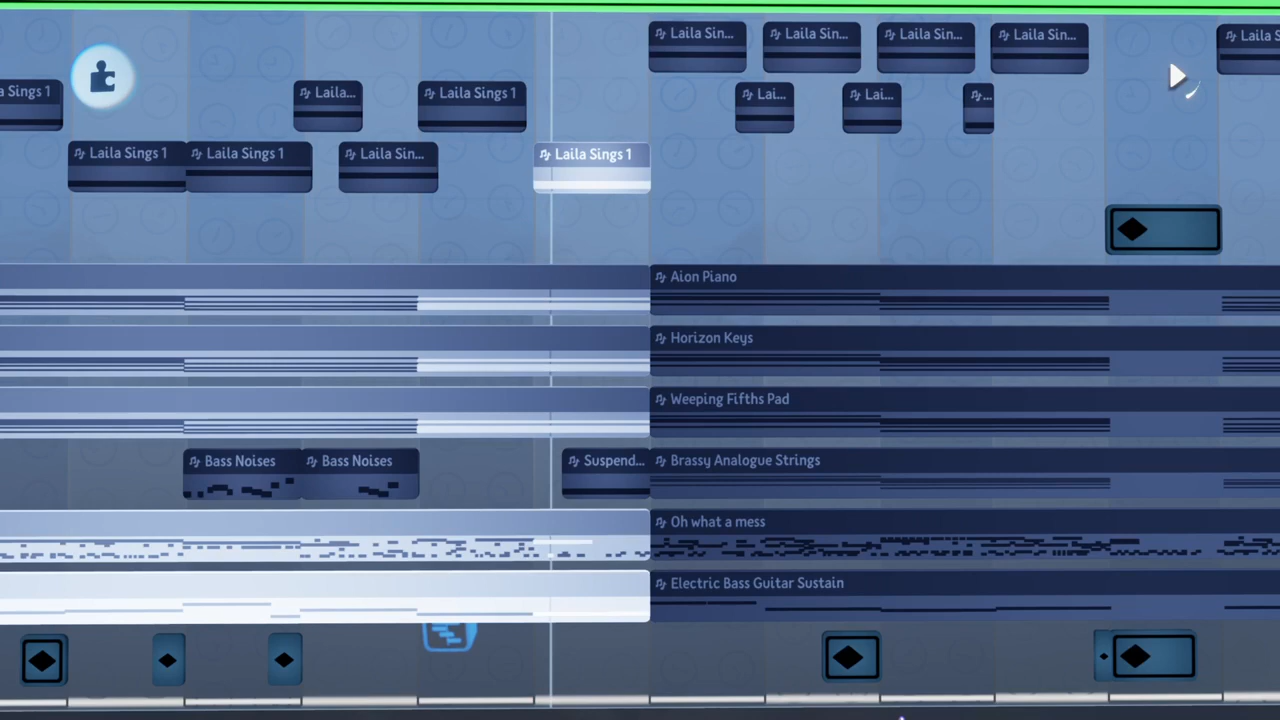 Laila Sin...
Laila Sin...
Laila Sin...
Laila Sin...
Laila S
a Sings 1
Laila...
Laila Sings 1
Lai...
Lai...
...
Laila Sings 1
Laila Sings 1
Laila Sin...
Laila Sings 1
Aion Piano
Horizon Keys
Weeping Fifths Pad
Bass Noises
Bass Noises
Suspend...
Brassy Analogue Strings
Oh what a mess
Electric Bass Guitar Sustain